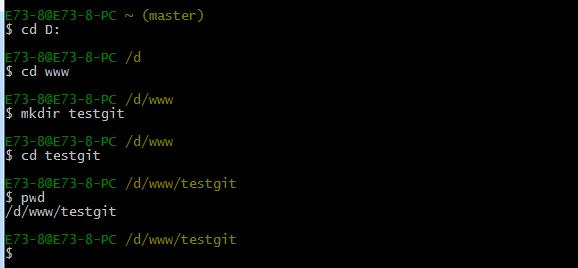 E73-8@E73-8-PC ~ (master)
$ cd D:
E73-8@E73-8-PC /d
$ cd www
E73-8@E73-8-PC /d/www
$ mkdir testgit
E73-8@E73-8-PC /d/www
$ cd testgit
E73-8@E73-8-PC /d/www/testgit
$ pwd
/d/www/testgit
E73-8@E73-8-PC /d/www/testgit
$